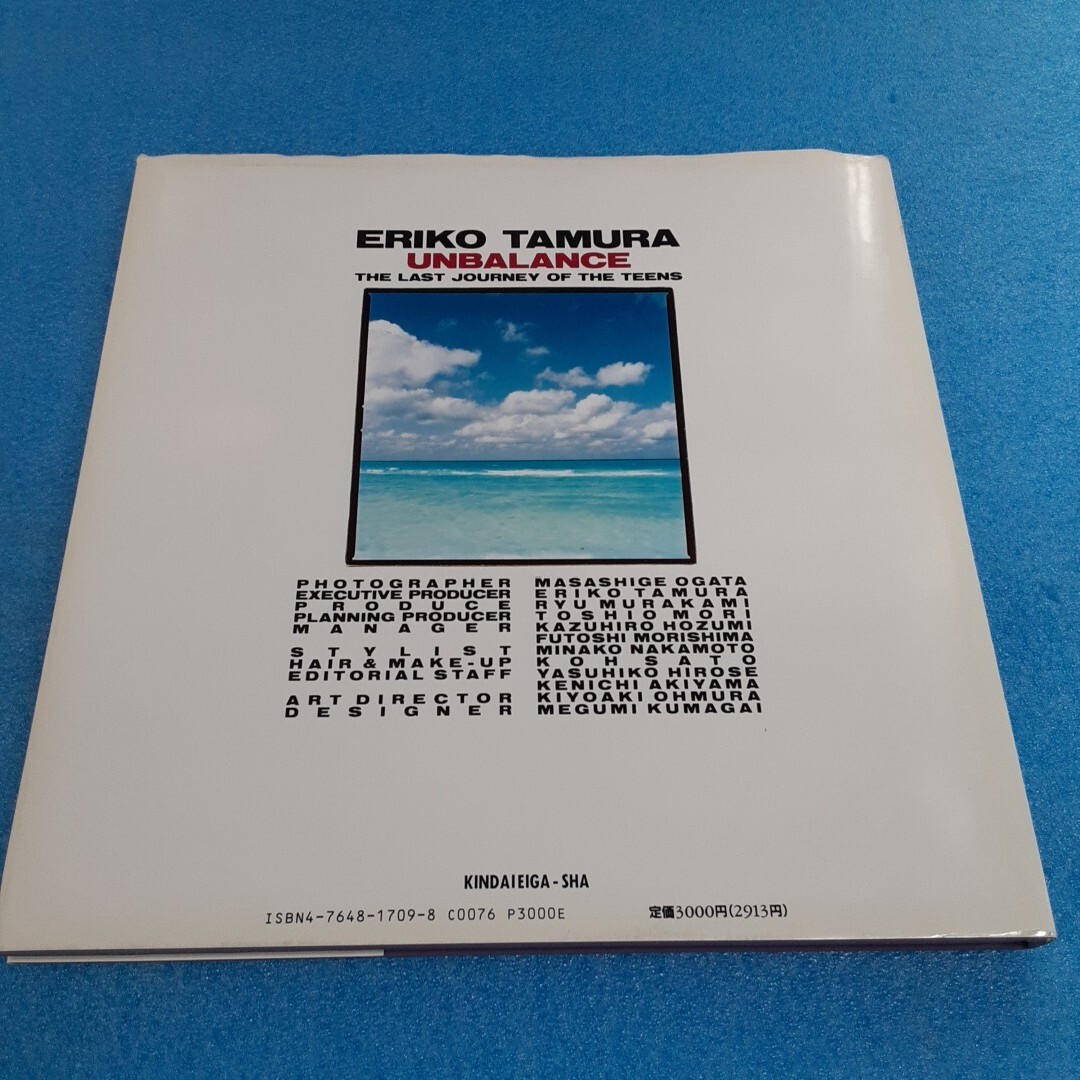 ERIKO TAMURA
UNBALANCE
THE LAST JOURNEY OF THE TEENS
PHOTOGRAPHER MASASHIGE OGATA
EXECUTIVE PRODUCER ERIKO TAMURA
PRODUCE RYU MURAKAMI
PLANNING PRODUCER TOSHIO MORI
MANAGER KAZUHIRO HOZUMI
FUTOSHI MORISHIMA
STYLIST MINAKO NAKAMOTO
HAIR & MAKE-UP KOH SATO
EDITORIAL STAFF YASUHIKO HIROSE
KENICHI AKIYAMA
ART DIRECTOR KIYOAKI OHMURA
DESIGNER MEGUMI KUMAGAI
KINDAIEIGA-SHA
ISBN4-7648-1709-8 C0076 P3000E 定価3000円(2913円)